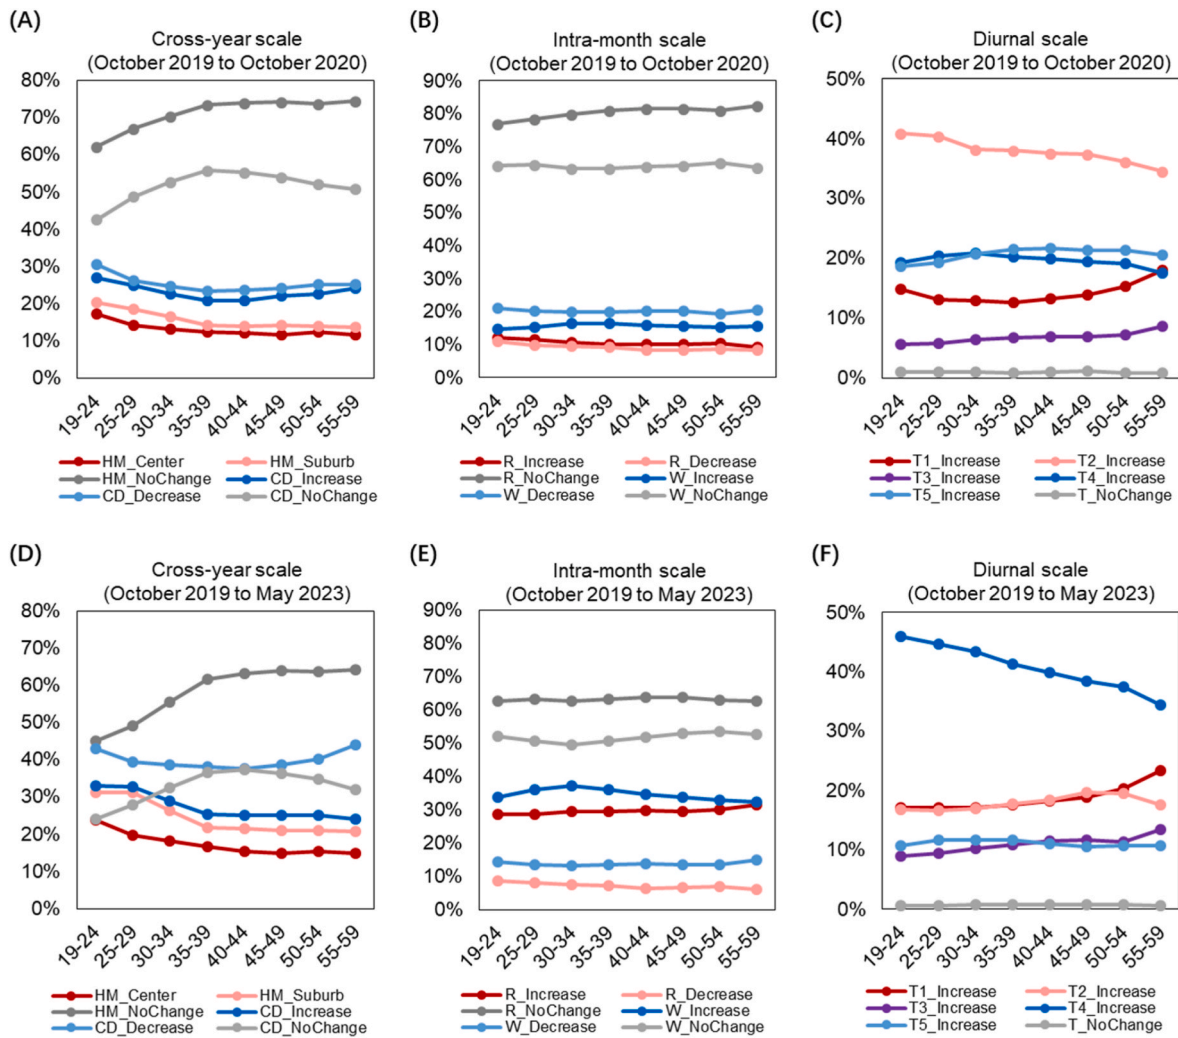 (A)
Cross-year scale
(October 2019 to October 2020)
80%
70%
60%
50%
40%
30%
20%
10%
0%
19-24
25-29
30-34
35-39
40-44
45-49
50-54
55-59
HM_Center
HM_Suburb
HM_NoChange
CD_Increase
CD_Decrease
CD_NoChange
(B)
Intra-month scale
(October 2019 to October 2020)
90%
80%
70%
60%
50%
40%
30%
20%
10%
0%
19-24
25-29
30-34
35-39
40-44
45-49
50-54
55-59
R_Increase
R_Decrease
R_NoChange
W_Increase
W_Decrease
W_NoChange
(C)
Diurnal scale
(October 2019 to October 2020)
50%
40%
30%
20%
10%
0%
19-24
25-29
30-34
35-39
40-44
45-49
50-54
55-59
T1_Increase
T2_Increase
T3_Increase
T4_Increase
T5_Increase
T_NoChange
(D)
Cross-year scale
(October 2019 to May 2023)
80%
70%
60%
50%
40%
30%
20%
10%
0%
19-24
25-29
30-34
35-39
40-44
45-49
50-54
55-59
HM_Center
HM_Suburb
HM_NoChange
CD_Increase
CD_Decrease
CD_NoChange
(E)
Intra-month scale
(October 2019 to May 2023)
90%
80%
70%
60%
50%
40%
30%
20%
10%
0%
19-24
25-29
30-34
35-39
40-44
45-49
50-54
55-59
R_Increase
R_Decrease
R_NoChange
W_Increase
W_Decrease
W_NoChange
(F)
Diurnal scale
(October 2019 to May 2023)
50%
40%
30%
20%
10%
0%
19-24
25-29
30-34
35-39
40-44
45-49
50-54
55-59
T1_Increase
T2_Increase
T3_Increase
T4_Increase
T5_Increase
T_NoChange